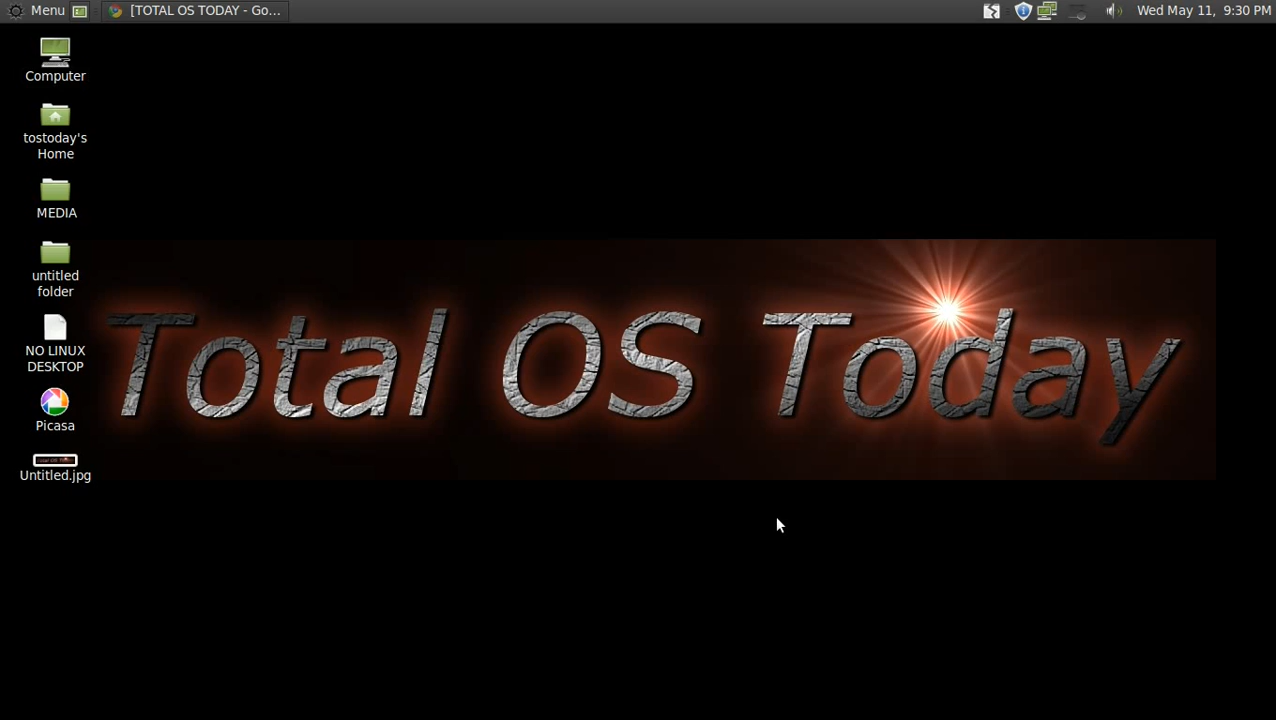 Menu
[TOTAL OS TODAY - Go...
Wed May 11, 9:30 PM
Computer
tostoday's
Home
MEDIA
untitled
folder
NO LINUX
DESKTOP
Picasa
Untitled.jpg
Total OS Today